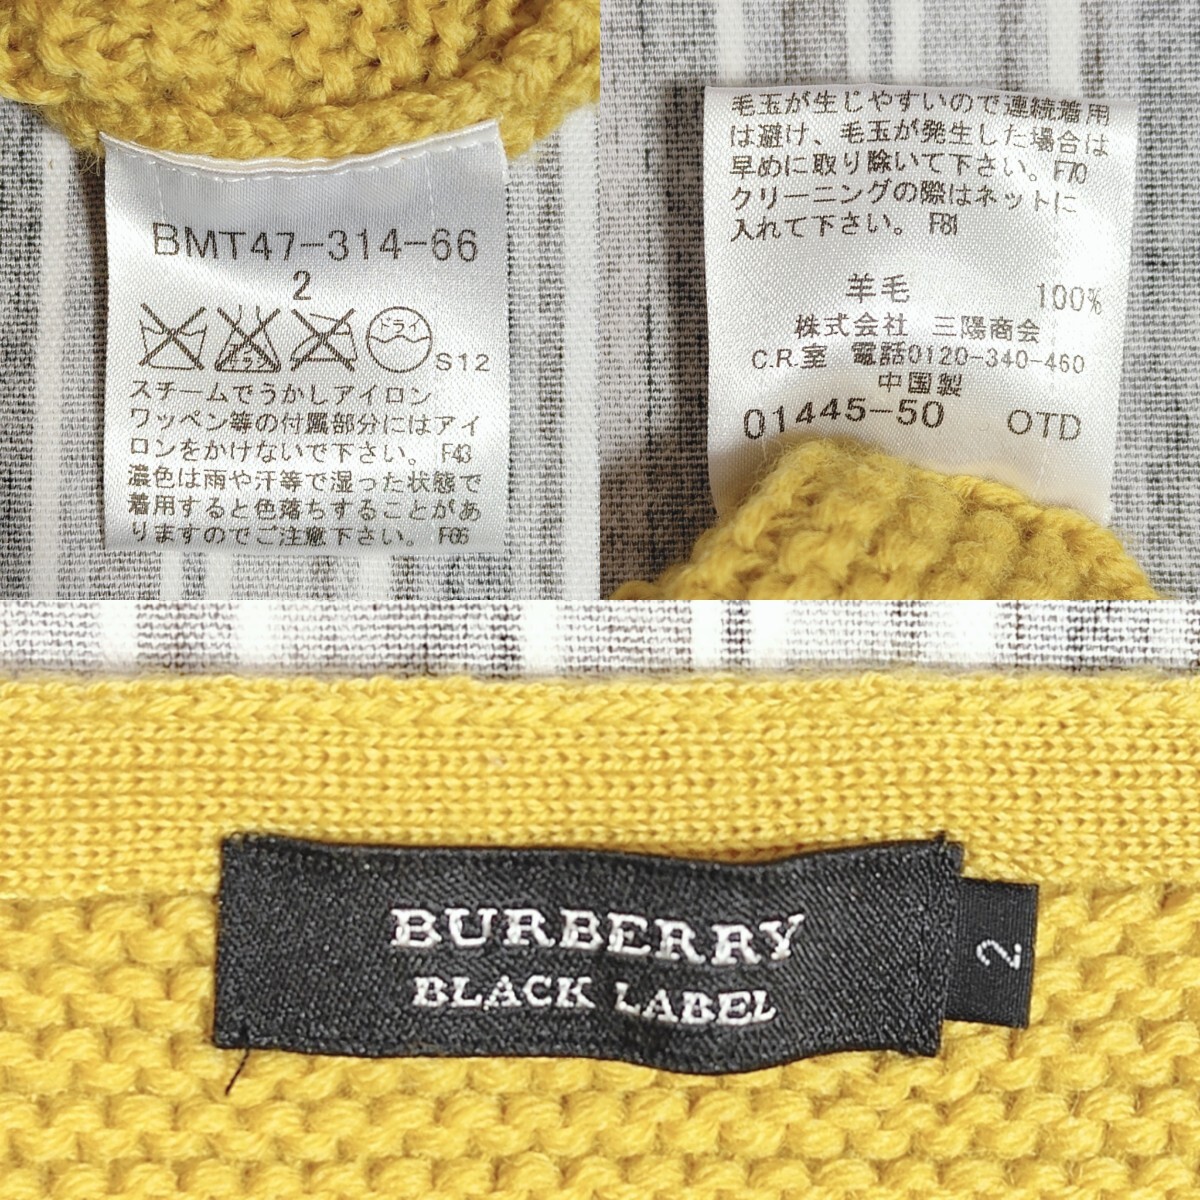 BMT47-314-66
2
エンソ
サラシ
ドライ
S12
スチームでうかしアイロン
ワッペン等の付属部分にはアイ
ロンをかけないで下さい。 F43
濃色は雨や汗等で湿った状態で
着用すると色落ちすることがあ
りますのでご注意下さい。 F06
毛玉が生じやすいので連続着用
は避け、毛玉が発生した場合は
早めに取り除いて下さい。F70
クリーニングの際はネットに
入れて下さい。 F81
羊毛 100%
株式会社 三陽商会
C.R.室 電話0120-340-460
中国製
01445-50 OTD
BURBERRY
BLACK LABEL
2